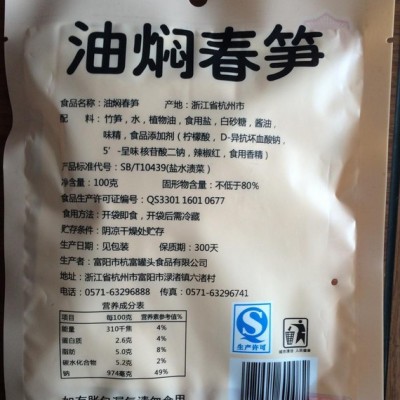 油焖春笋
食品名称：油焖春笋 产地：浙江省杭州市
配 料：竹笋，水，植物油，食用盐，白砂糖，酱油，
味精，食品添加剂（柠檬酸，D-异抗坏血酸钠，
5’-呈味核苷酸二钠，辣椒红，食用香精）
产品标准代号：SB/T10439(盐水渍菜)
净含量：100克 固形物含量：不低于80%
食品生产许可证编号：QS3301 1601 0677
食用方法：开袋即食，开袋后需冷藏
贮存条件：阴凉干燥处贮存
生产日期：见包装 保质期：300天
生产者：富阳市杭富罐头食品有限公司
地址：浙江省杭州市富阳市渌渚镇六渚村
电话：0571-63296888 传真：0571-63296741
营养成分表
项目 每100克 营养素参考值%
能量 310千焦 4%
蛋白质 2.6克 4%
脂肪 5.0克 8%
碳水化合物 5.2克 2%
钠 974毫克 49%
QS
生产许可